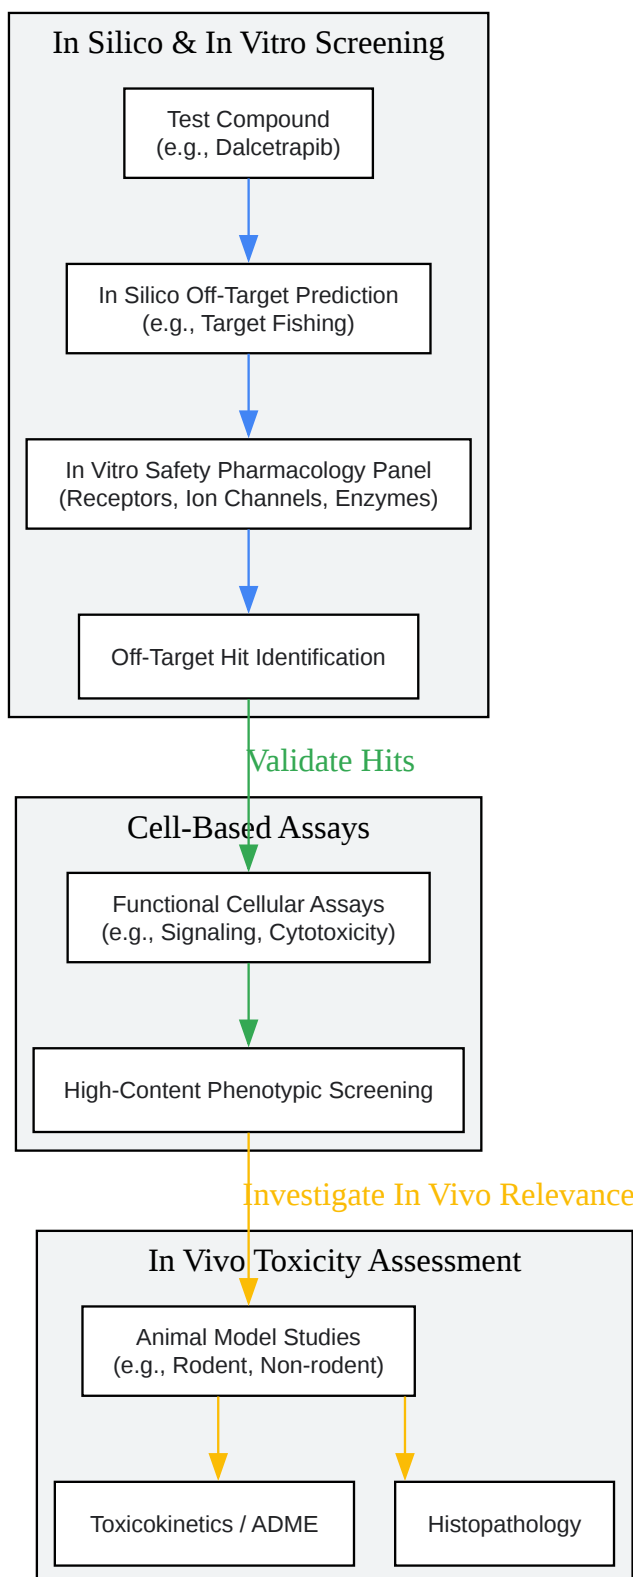 In Silico & In Vitro Screening
Test Compound
(e.g., Dalcetrapib)
In Silico Off-Target Prediction
(e.g., Target Fishing)
In Vitro Safety Pharmacology Panel
(Receptors, Ion Channels, Enzymes)
Off-Target Hit Identification
Validate Hits
Cell-Based Assays
Functional Cellular Assays
(e.g., Signaling, Cytotoxicity)
High-Content Phenotypic Screening
Investigate In Vivo Relevance
In Vivo Toxicity Assessment
Animal Model Studies
(e.g., Rodent, Non-rodent)
Toxicokinetics / ADME
Histopathology